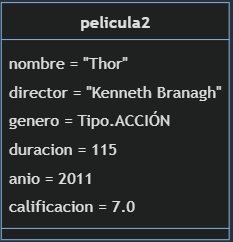 pelicula2
nombre = "Thor"
director = "Kenneth Branagh"
genero = Tipo.ACCIÓN
duracion = 115
anio = 2011
calificacion = 7.0